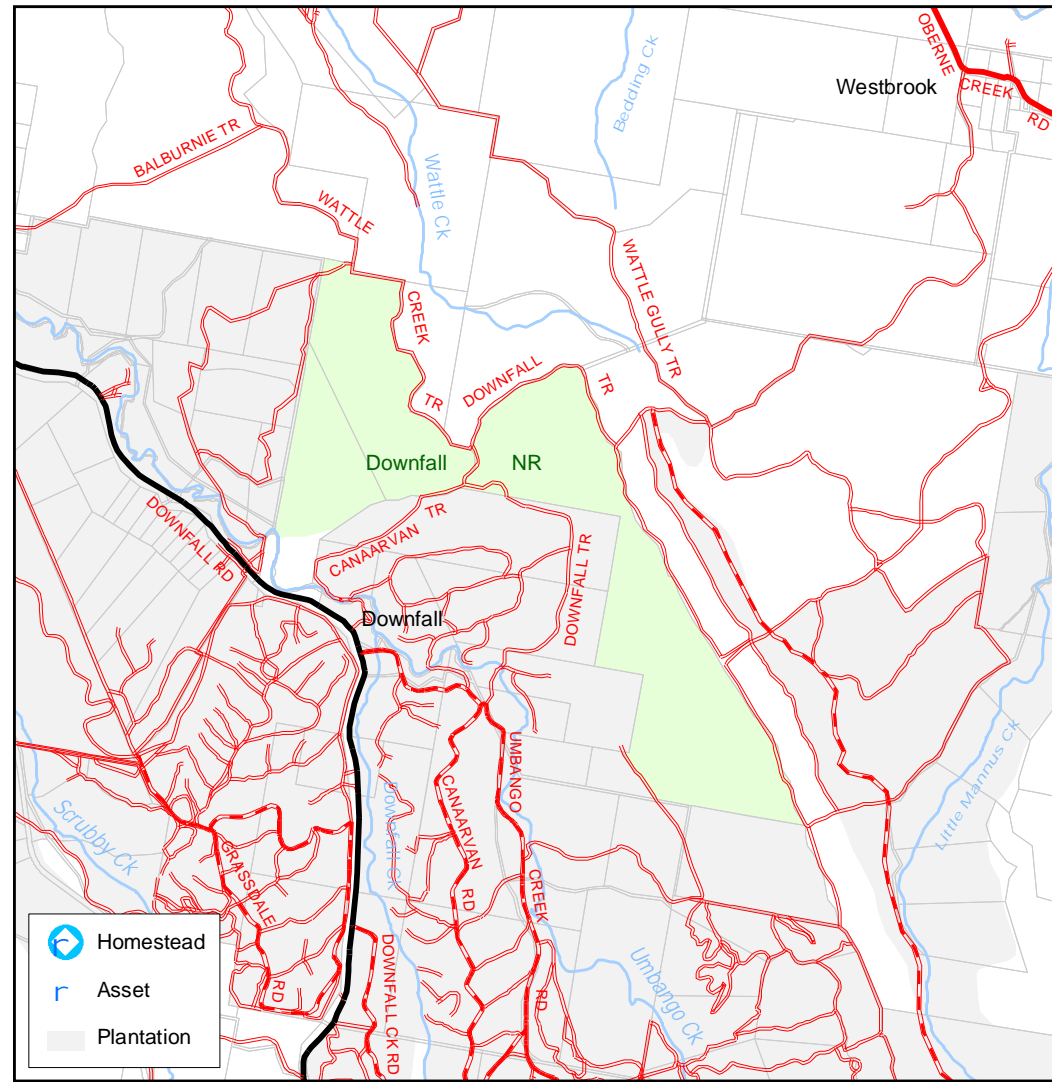 OBERNE
CREEK
RD
Westbrook
Bedding Ck
BALBURNIE TR
Wattle Ck
WATTLE
CREEK
TR
WATTLE GULLY TR
DOWNFALL
TR
Downfall NR
CANAARVAN TR
DOWNFALL RD
DOWNFALL TR
Downfall
UMBANGO
CREEK
RD
CANAARVAN
RD
Downfall Ck
Little Mannus Ck
Scrubby Ck
GRASSDALE
RD
DOWNFALL CK RD
Umbango Ck
r Homestead
r Asset
Plantation